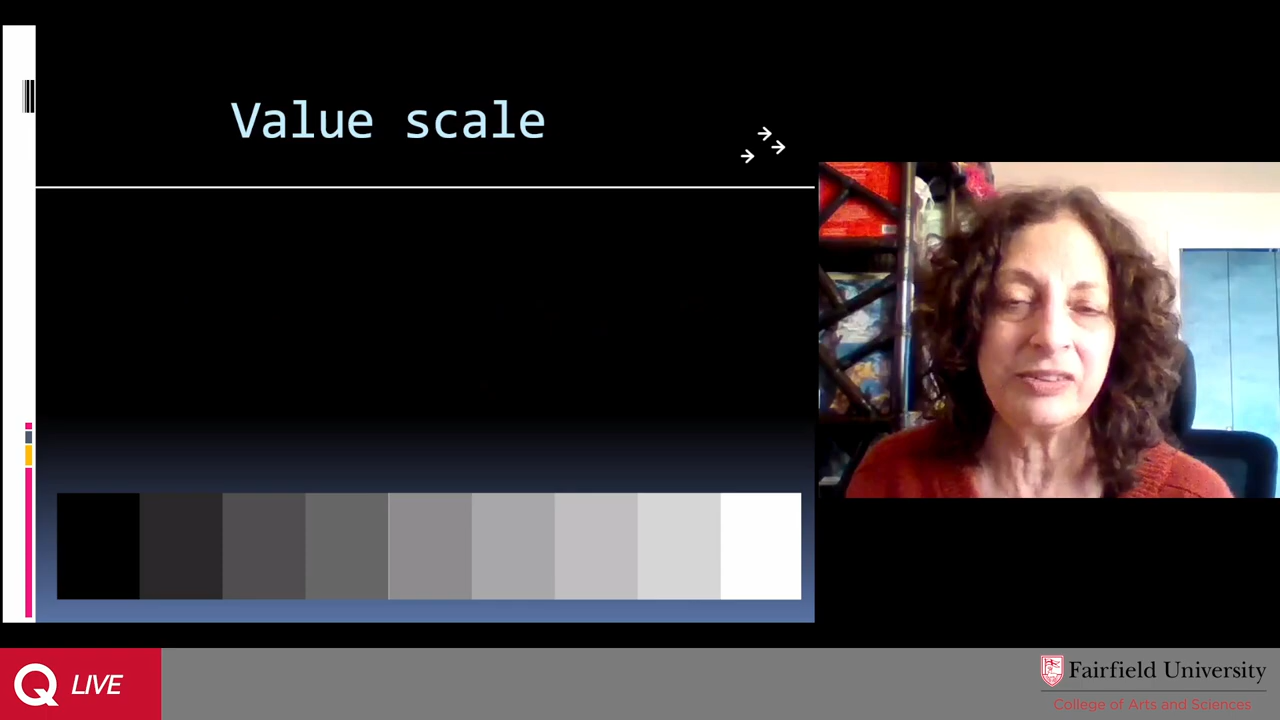 Value scale
Q LIVE
Fairfield University
College of Arts and Sciences